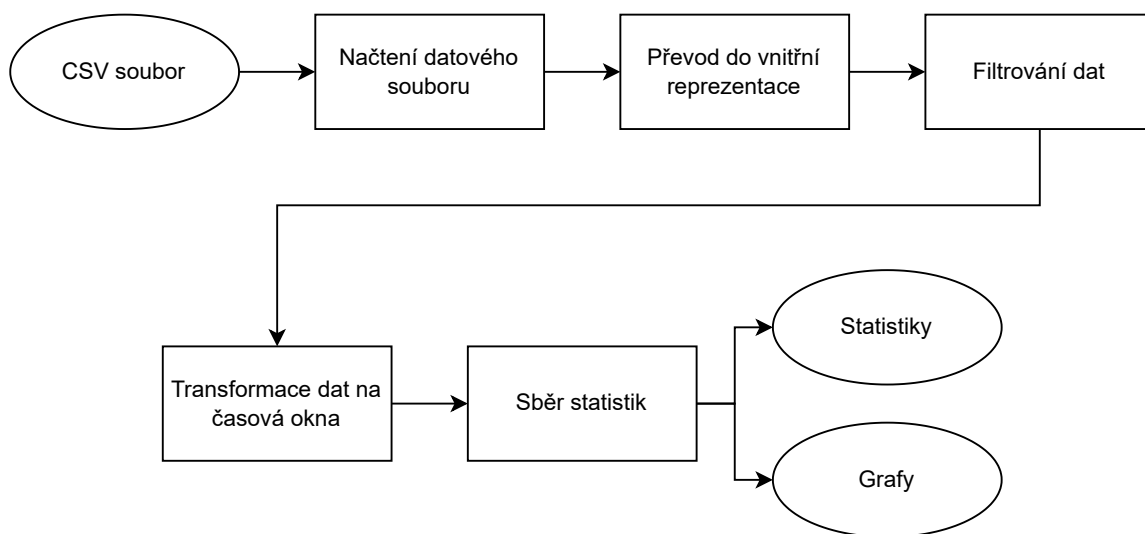 CSV soubor
Načtení datového
souboru
Převod do vnitřní
reprezentace
Filtrování dat
Transformace dat na
časová okna
Sběr statistik
Statistiky
Grafy